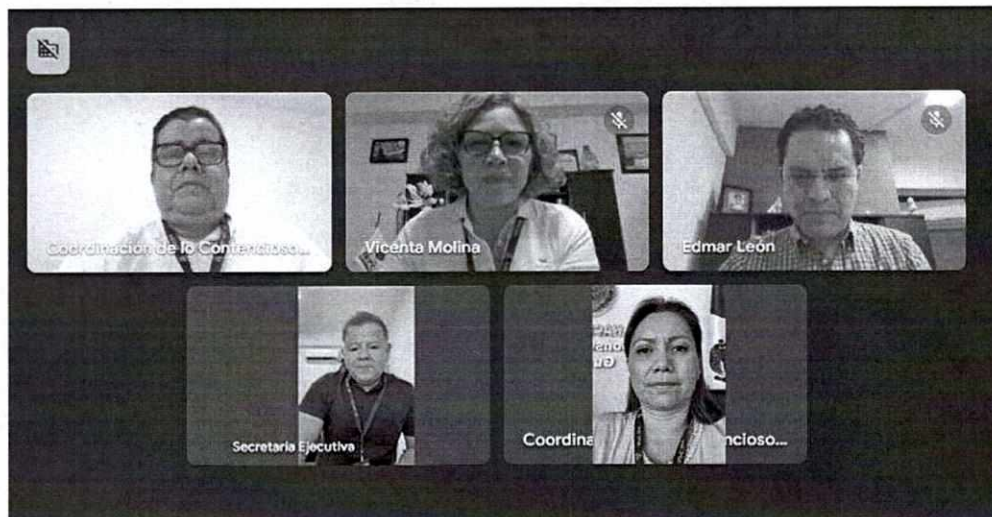 Coordinación de lo Contencioso...
Vicenta Molina
Edmar León
Secretaria Ejecutiva
Coordina ncioso...